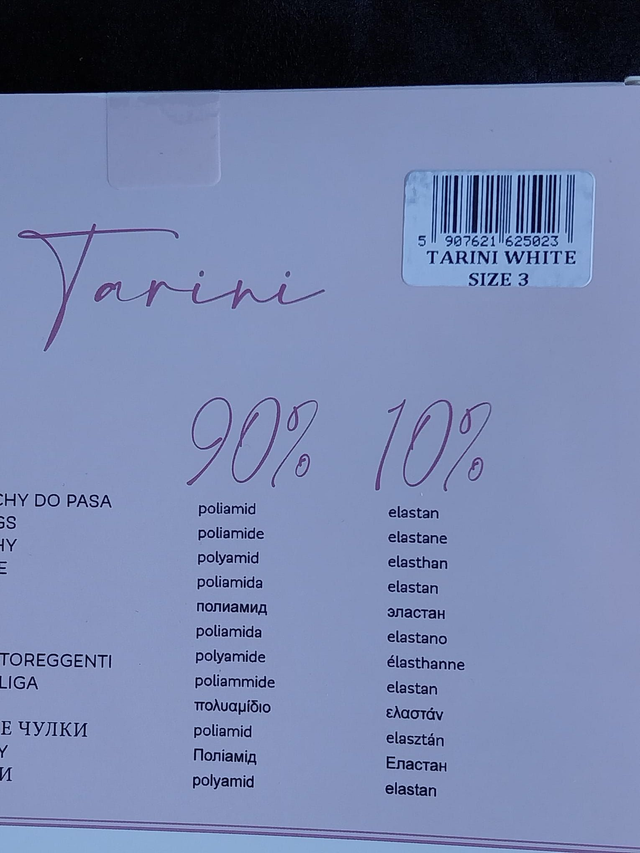 5 907621 625023
TARINI WHITE
SIZE 3
Tarini
90% 10%
CHY DO PASA
GS
HY
E
TOREGGENTI
LIGA
Е ЧУЛКИ
Y
И
poliamid
poliamide
polyamid
poliamida
полиамид
poliamida
polyamide
poliammide
πολυαμίδιο
poliamid
Поліамід
polyamid
elastan
elastane
elasthan
elastan
эластан
elastano
élasthanne
elastan
ελαστάν
elasztán
Еластан
elastan